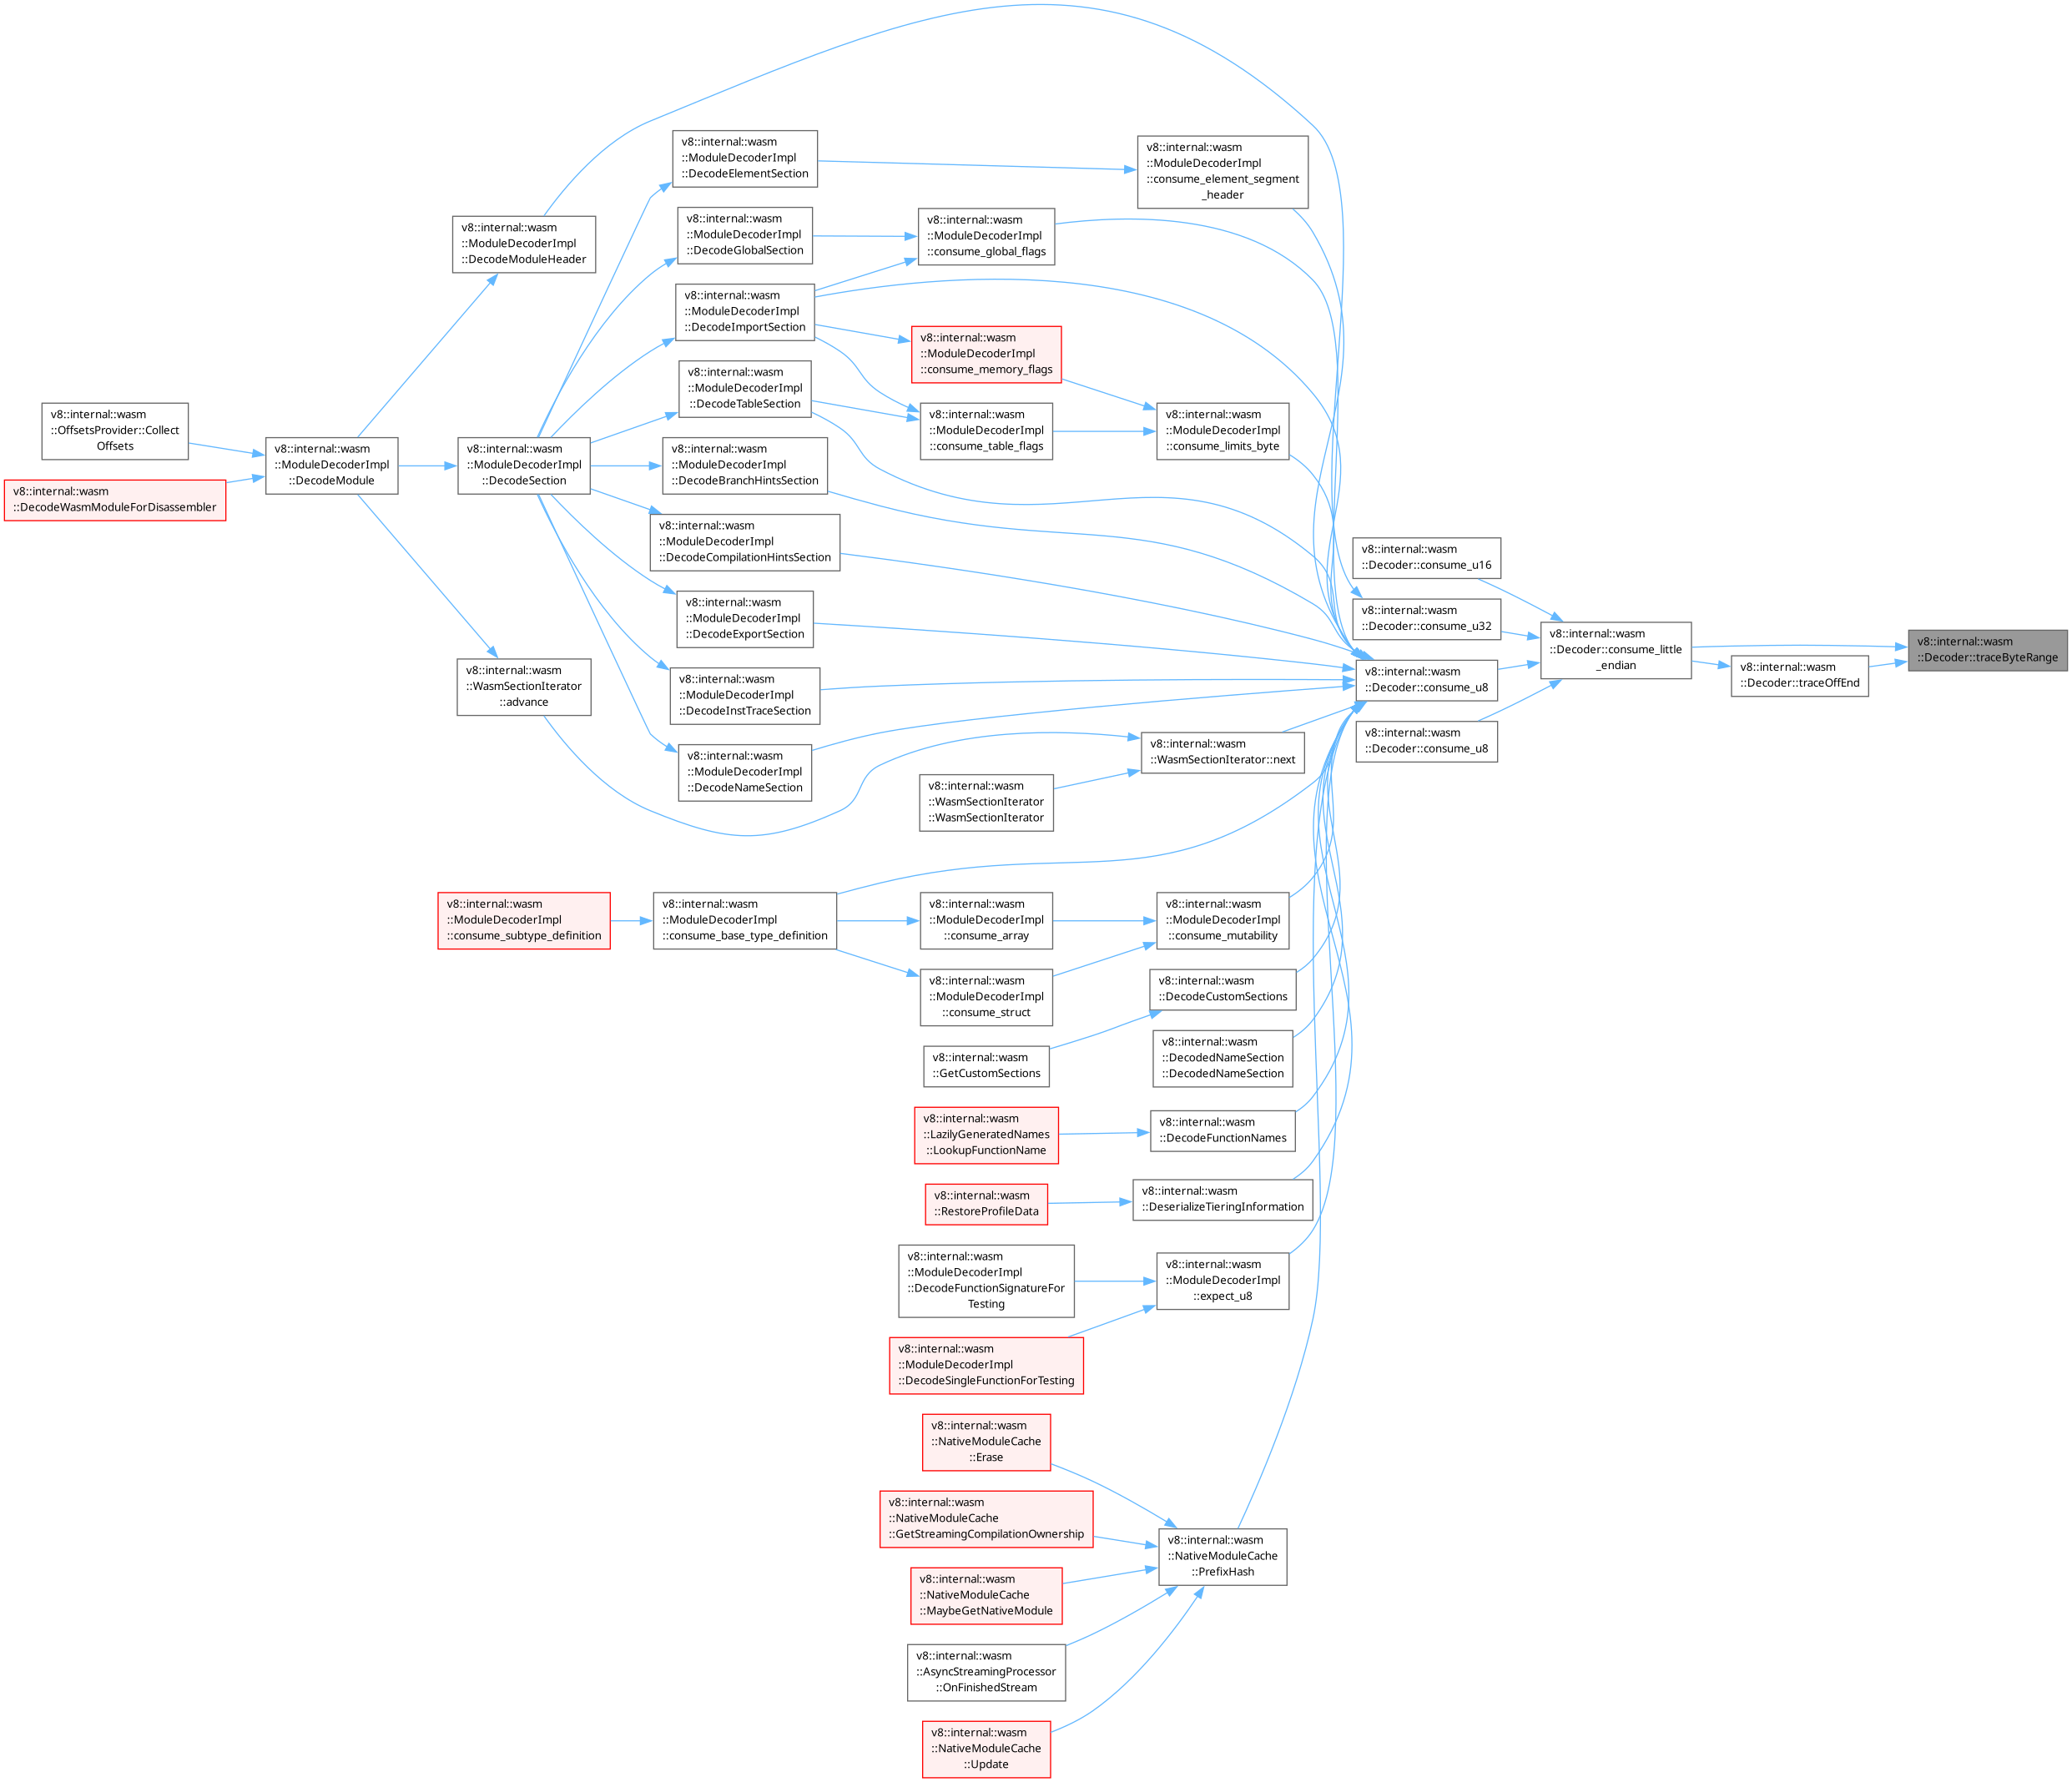 v8::internal::wasm
::OffsetsProvider::Collect
Offsets
v8::internal::wasm
::DecodeWasmModuleForDisassembler
v8::internal::wasm
::ModuleDecoderImpl
::DecodeModule
v8::internal::wasm
::ModuleDecoderImpl
::DecodeModuleHeader
v8::internal::wasm
::ModuleDecoderImpl
::DecodeSection
v8::internal::wasm
::WasmSectionIterator
::advance
v8::internal::wasm
::ModuleDecoderImpl
::consume_subtype_definition
v8::internal::wasm
::ModuleDecoderImpl
::DecodeElementSection
v8::internal::wasm
::ModuleDecoderImpl
::DecodeGlobalSection
v8::internal::wasm
::ModuleDecoderImpl
::DecodeImportSection
v8::internal::wasm
::ModuleDecoderImpl
::DecodeTableSection
v8::internal::wasm
::ModuleDecoderImpl
::DecodeBranchHintsSection
v8::internal::wasm
::ModuleDecoderImpl
::DecodeCompilationHintsSection
v8::internal::wasm
::ModuleDecoderImpl
::DecodeExportSection
v8::internal::wasm
::ModuleDecoderImpl
::DecodeInstTraceSection
v8::internal::wasm
::ModuleDecoderImpl
::DecodeNameSection
v8::internal::wasm
::ModuleDecoderImpl
::consume_base_type_definition
v8::internal::wasm
::ModuleDecoderImpl
::consume_global_flags
v8::internal::wasm
::ModuleDecoderImpl
::consume_memory_flags
v8::internal::wasm
::ModuleDecoderImpl
::consume_table_flags
v8::internal::wasm
::WasmSectionIterator
::WasmSectionIterator
v8::internal::wasm
::ModuleDecoderImpl
::consume_array
v8::internal::wasm
::ModuleDecoderImpl
::consume_struct
v8::internal::wasm
::GetCustomSections
v8::internal::wasm
::LazilyGeneratedNames
::LookupFunctionName
v8::internal::wasm
::RestoreProfileData
v8::internal::wasm
::ModuleDecoderImpl
::DecodeFunctionSignatureFor
Testing
v8::internal::wasm
::ModuleDecoderImpl
::DecodeSingleFunctionForTesting
v8::internal::wasm
::NativeModuleCache
::Erase
v8::internal::wasm
::NativeModuleCache
::GetStreamingCompilationOwnership
v8::internal::wasm
::NativeModuleCache
::MaybeGetNativeModule
v8::internal::wasm
::AsyncStreamingProcessor
::OnFinishedStream
v8::internal::wasm
::NativeModuleCache
::Update
v8::internal::wasm
::ModuleDecoderImpl
::consume_element_segment
_header
v8::internal::wasm
::ModuleDecoderImpl
::consume_limits_byte
v8::internal::wasm
::WasmSectionIterator::next
v8::internal::wasm
::ModuleDecoderImpl
::consume_mutability
v8::internal::wasm
::DecodeCustomSections
v8::internal::wasm
::DecodedNameSection
::DecodedNameSection
v8::internal::wasm
::DecodeFunctionNames
v8::internal::wasm
::DeserializeTieringInformation
v8::internal::wasm
::ModuleDecoderImpl
::expect_u8
v8::internal::wasm
::NativeModuleCache
::PrefixHash
v8::internal::wasm
::Decoder::consume_u16
v8::internal::wasm
::Decoder::consume_u32
v8::internal::wasm
::Decoder::consume_u8
v8::internal::wasm
::Decoder::consume_u8
v8::internal::wasm
::Decoder::consume_little
_endian
v8::internal::wasm
::Decoder::traceOffEnd
v8::internal::wasm
::Decoder::traceByteRange